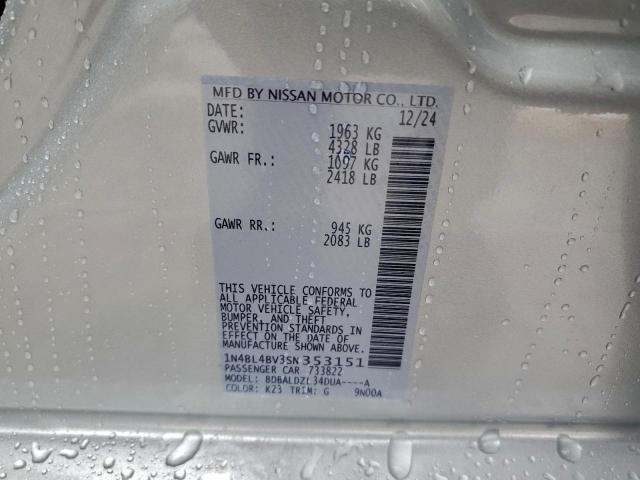 MFD BY NISSAN MOTOR CO., LTD.
DATE: 12/24
GVWR: 1963 KG
4328 LB
GAWR FR.: 1097 KG
2418 LB
GAWR RR.: 945 KG
2083 LB
THIS VEHICLE CONFORMS TO
ALL APPLICABLE FEDERAL
MOTOR VEHICLE SAFETY,
BUMPER, AND THEFT
PREVENTION STANDARDS
IN EFFECT ON THE DATE OF
MANUFACTURE SHOWN ABOVE.
1N4BL4BV3SN353151
PASSENGER CAR 733822
MODEL: BDBALDZL34DUA----A
COLOR: K23 TRIM: G 9N00A